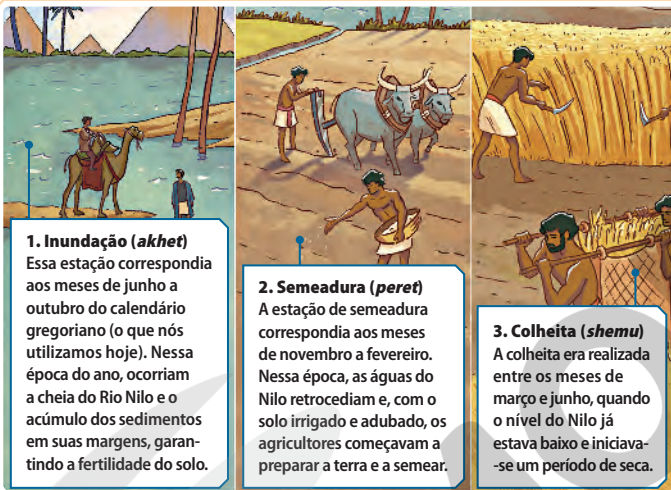 1. Inundação (akhet)
Essa estação correspondia
aos meses de junho a
outubro do calendário
gregoriano (o que nós
utilizamos hoje). Nessa
época do ano, ocorriam
a cheia do Rio Nilo e o
acúmulo dos sedimentos
em suas margens, garan-
tindo a fertilidade do solo.
2. Semeadura (peret)
A estação de semeadura
correspondia aos meses
de novembro a fevereiro.
Nessa época, as águas do
Nilo retrocediam e, com o
solo irrigado e adubado, os
agricultores começavam a
preparar a terra e a semear.
3. Colheita (shemu)
A colheita era realizada
entre os meses de
março e junho, quando
o nível do Nilo já
estava baixo e iniciava-
-se um período de seca.